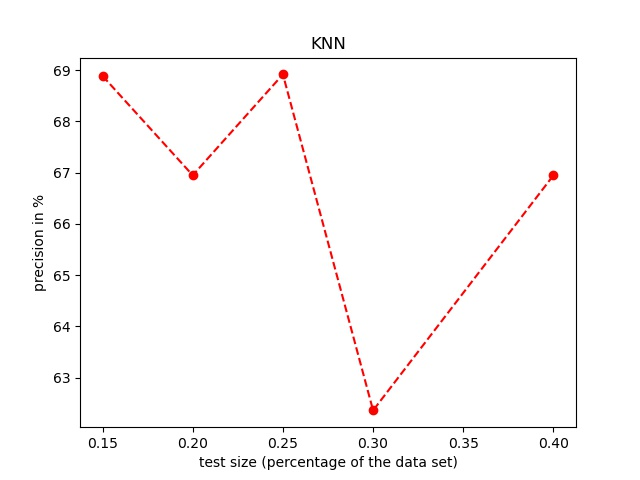 KNN
69
68
67
66
65
64
63
precision in %
0.15 0.20 0.25 0.30 0.35 0.40
test size (percentage of the data set)